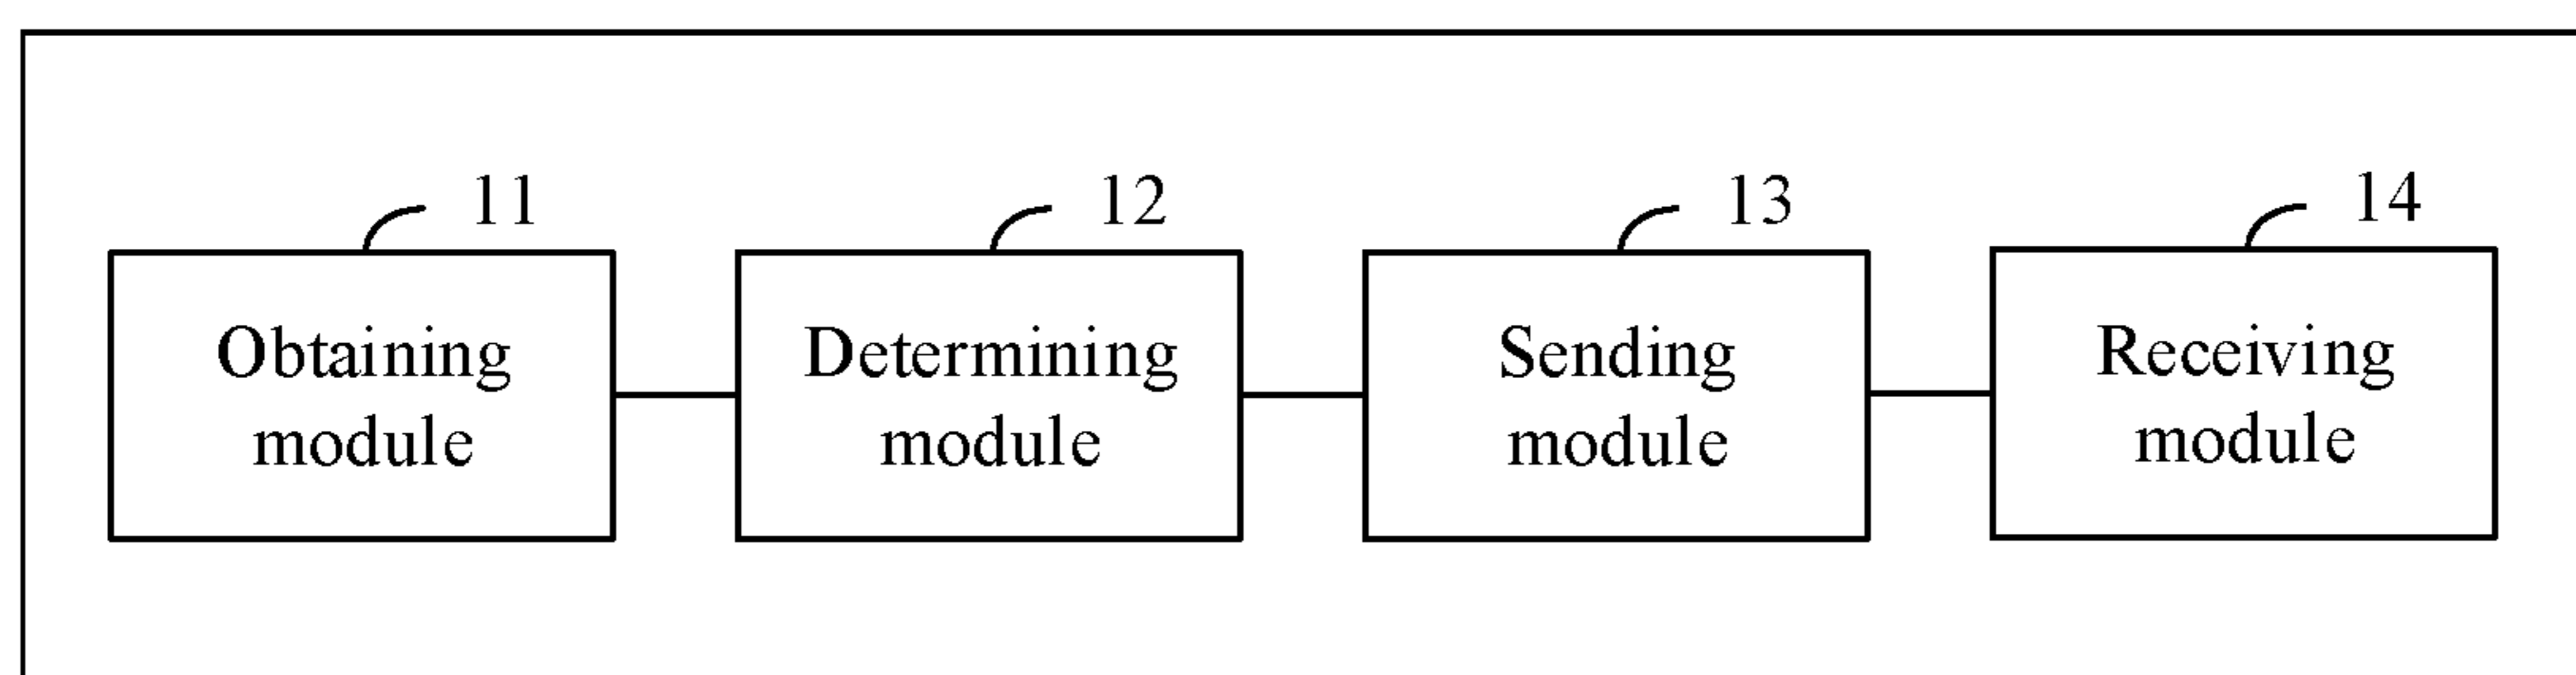 11
12
13
14
Obtaining
module
Determining
module
Sending
module
Receiving
module